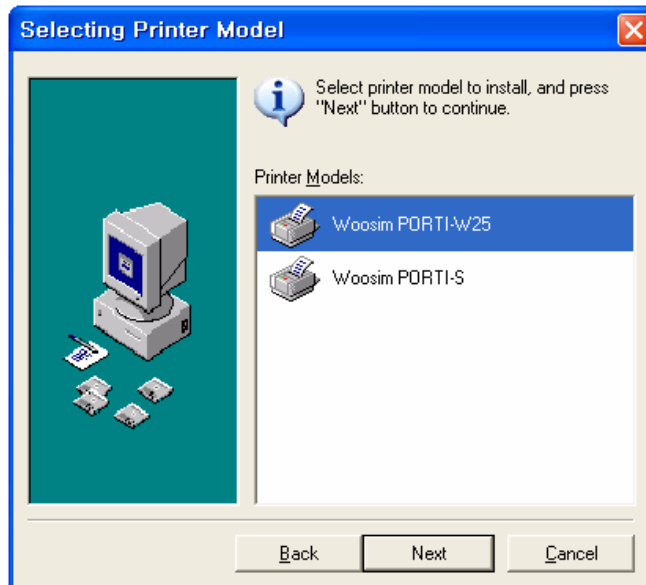 Selecting Printer Model
Select printer model to install, and press
"Next" button to continue.
Printer Models:
Woosim PORTI-W25
Woosim PORTI-S
Back
Next
Cancel